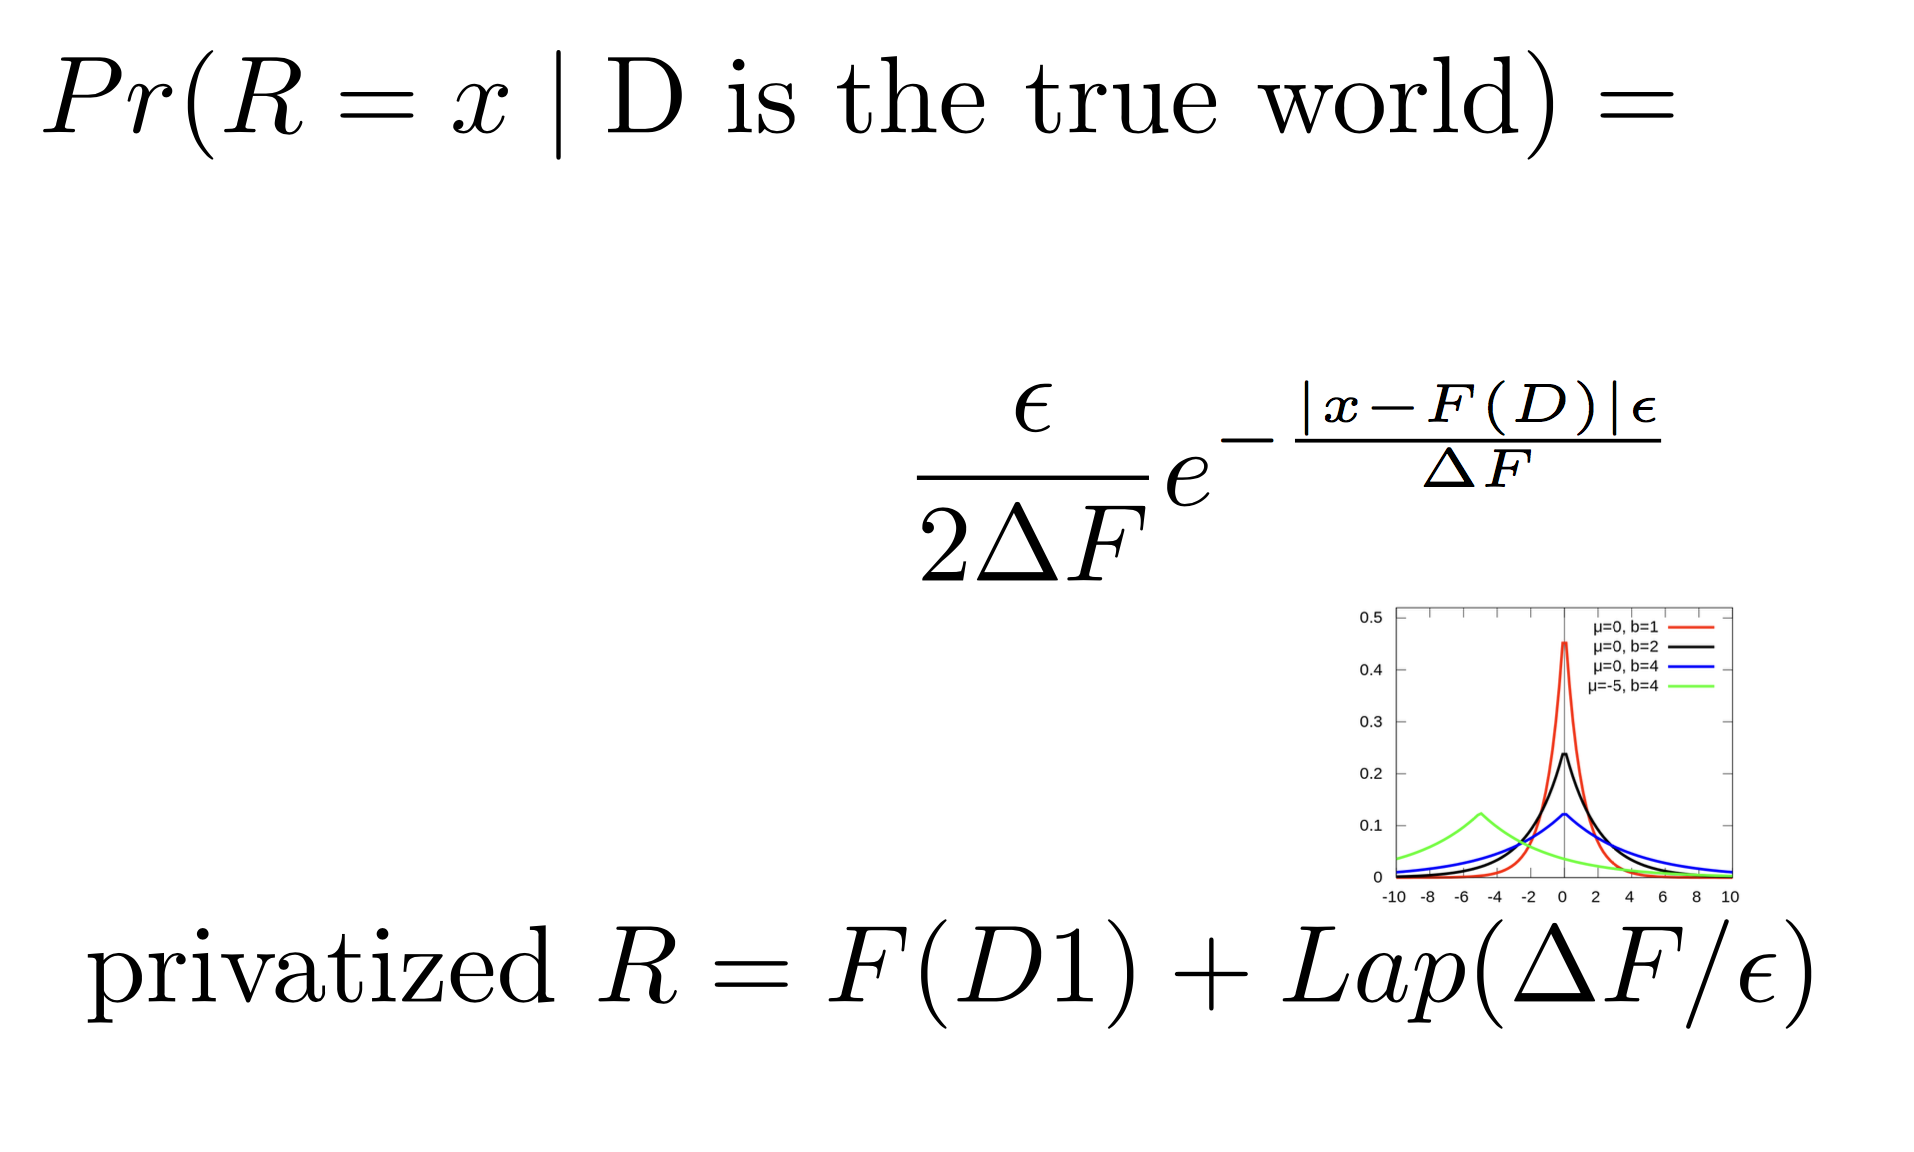 Pr(R = x | D is the true world) =
ϵ
2ΔF
e
−
|x−F(D)|ϵ
ΔF
0.5
μ=0, b=1
μ=0, b=2
0.4
μ=0, b=4
μ=-5, b=4
0.3
0.2
0.1
0
-10 -8 -6 -4 -2 0 2 4 6 8 10
privatized R = F(D1) + Lap(ΔF/ϵ)